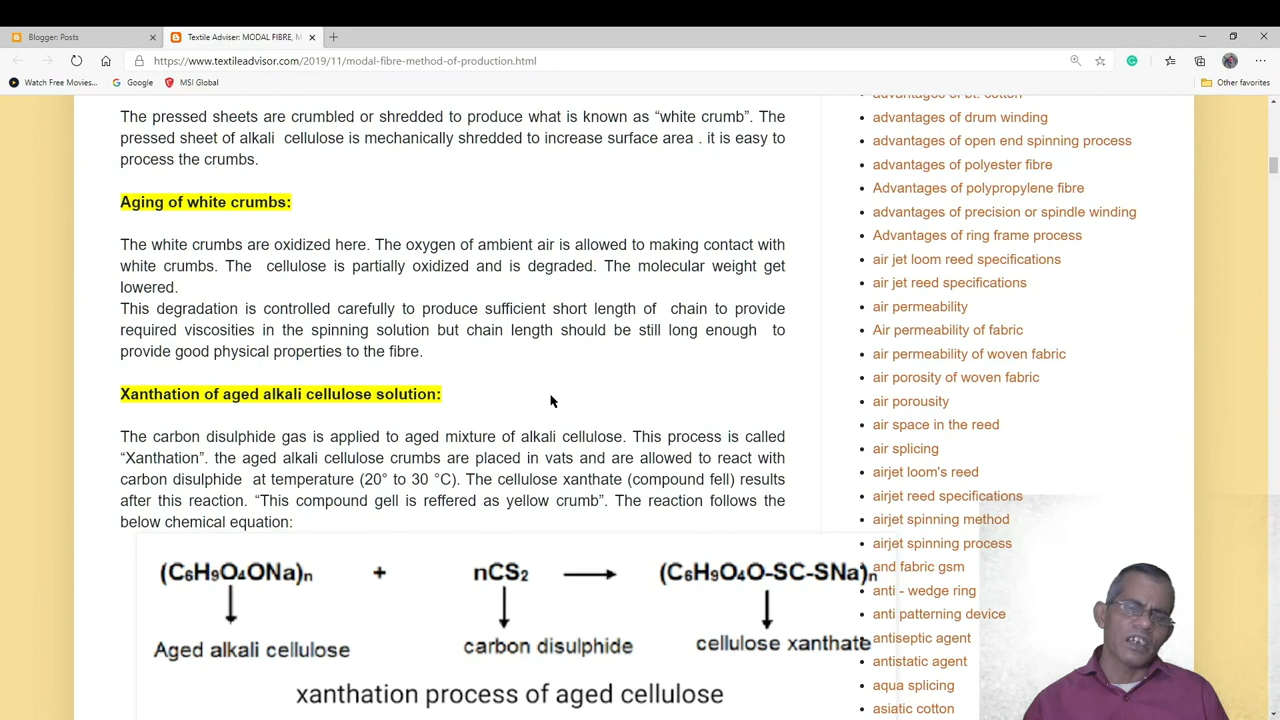 Blogger: Posts
Textile Adviser: MODAL FIBRE, M
https://www.textileadvisor.com/2019/11/modal-fibre-method-of-production.html
Watch Free Movies...
Google
MSI Global
Other favorites
The pressed sheets are crumbled or shredded to produce what is known as “white crumb”. The
pressed sheet of alkali cellulose is mechanically shredded to increase surface area . it is easy to
process the crumbs.
Aging of white crumbs:
The white crumbs are oxidized here. The oxygen of ambient air is allowed to making contact with
white crumbs. The cellulose is partially oxidized and is degraded. The molecular weight get
lowered.
This degradation is controlled carefully to produce sufficient short length of chain to provide
required viscosities in the spinning solution but chain length should be still long enough to
provide good physical properties to the fibre.
Xanthation of aged alkali cellulose solution:
The carbon disulphide gas is applied to aged mixture of alkali cellulose. This process is called
“Xanthation”. the aged alkali cellulose crumbs are placed in vats and are allowed to react with
carbon disulphide at temperature (20° to 30 °C). The cellulose xanthate (compound fell) results
after this reaction. “This compound gell is reffered as yellow crumb”. The reaction follows the
below chemical equation:
(C6H9O4ONa)n + nCS2 → (C6H9O4O-SC-SNa)n
Aged alkali cellulose carbon disulphide cellulose xanthate
xanthation process of aged cellulose
advantages of bt. cotton
advantages of drum winding
advantages of open end spinning process
advantages of polyester fibre
Advantages of polypropylene fibre
advantages of precision or spindle winding
Advantages of ring frame process
air jet loom reed specifications
air jet reed specifications
air permeability
Air permeability of fabric
air permeability of woven fabric
air porosity of woven fabric
air porousity
air space in the reed
air splicing
airjet loom's reed
airjet reed specifications
airjet spinning method
airjet spinning process
and fabric gsm
anti - wedge ring
anti patterning device
antiseptic agent
antistatic agent
aqua splicing
asiatic cotton